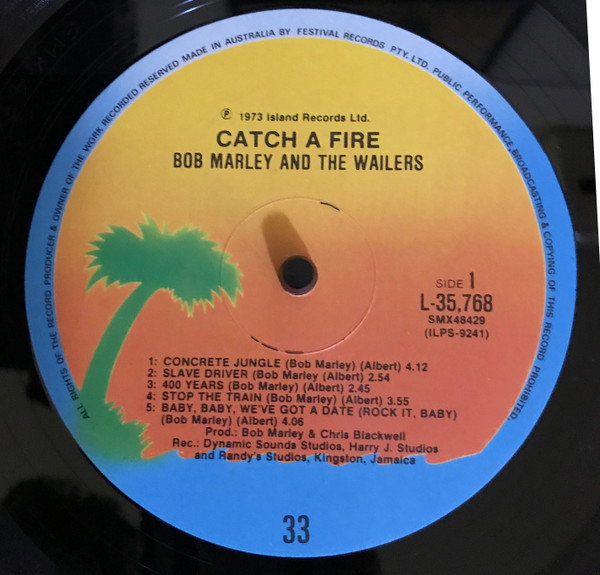 ALL RIGHTS OF THE RECORD PRODUCER & OWNER OF THE WORK RECORDED RESERVED MADE IN AUSTRALIA BY FESTIVAL RECORDS PTY. LTD. PUBLIC PERFORMANCE, BROADCASTING & COPYING OF THIS RECORD PROHIBITED.
℗ 1973 Island Records Ltd.
CATCH A FIRE
BOB MARLEY AND THE WAILERS
SIDE 1
L-35,768
SMX48429
(ILPS-9241)
1: CONCRETE JUNGLE (Bob Marley) (Albert) 4.12
2: SLAVE DRIVER (Bob Marley) (Albert) 2.54
3: 400 YEARS (Bob Marley) (Albert) 2.45
4: STOP THE TRAIN (Bob Marley) (Albert) 3.55
5: BABY, BABY, WE'VE GOT A DATE (ROCK IT, BABY)
(Bob Marley) (Albert) 4.06
Prod.: Bob Marley & Chris Blackwell
Rec.: Dynamic Sounds Studios, Harry J. Studios
and Randy's Studios, Kingston, Jamaica
33